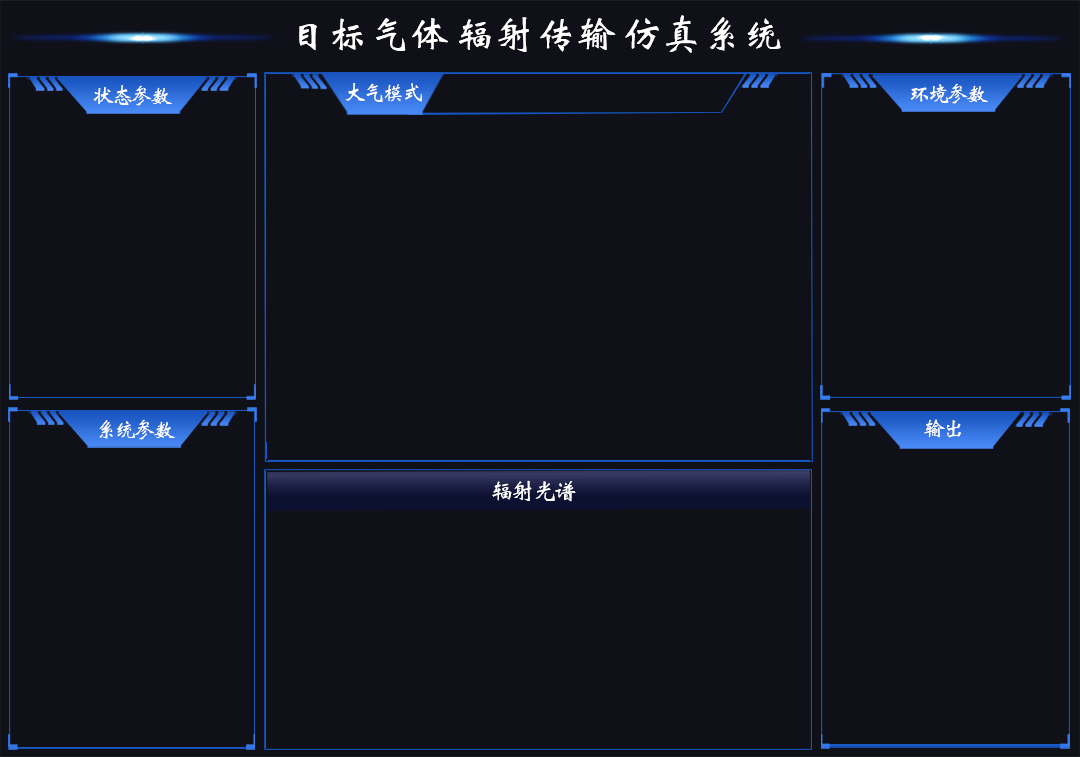 目标气体辐射传输仿真系统
状态参数
大气模式
环境参数
系统参数
辐射光谱
输出